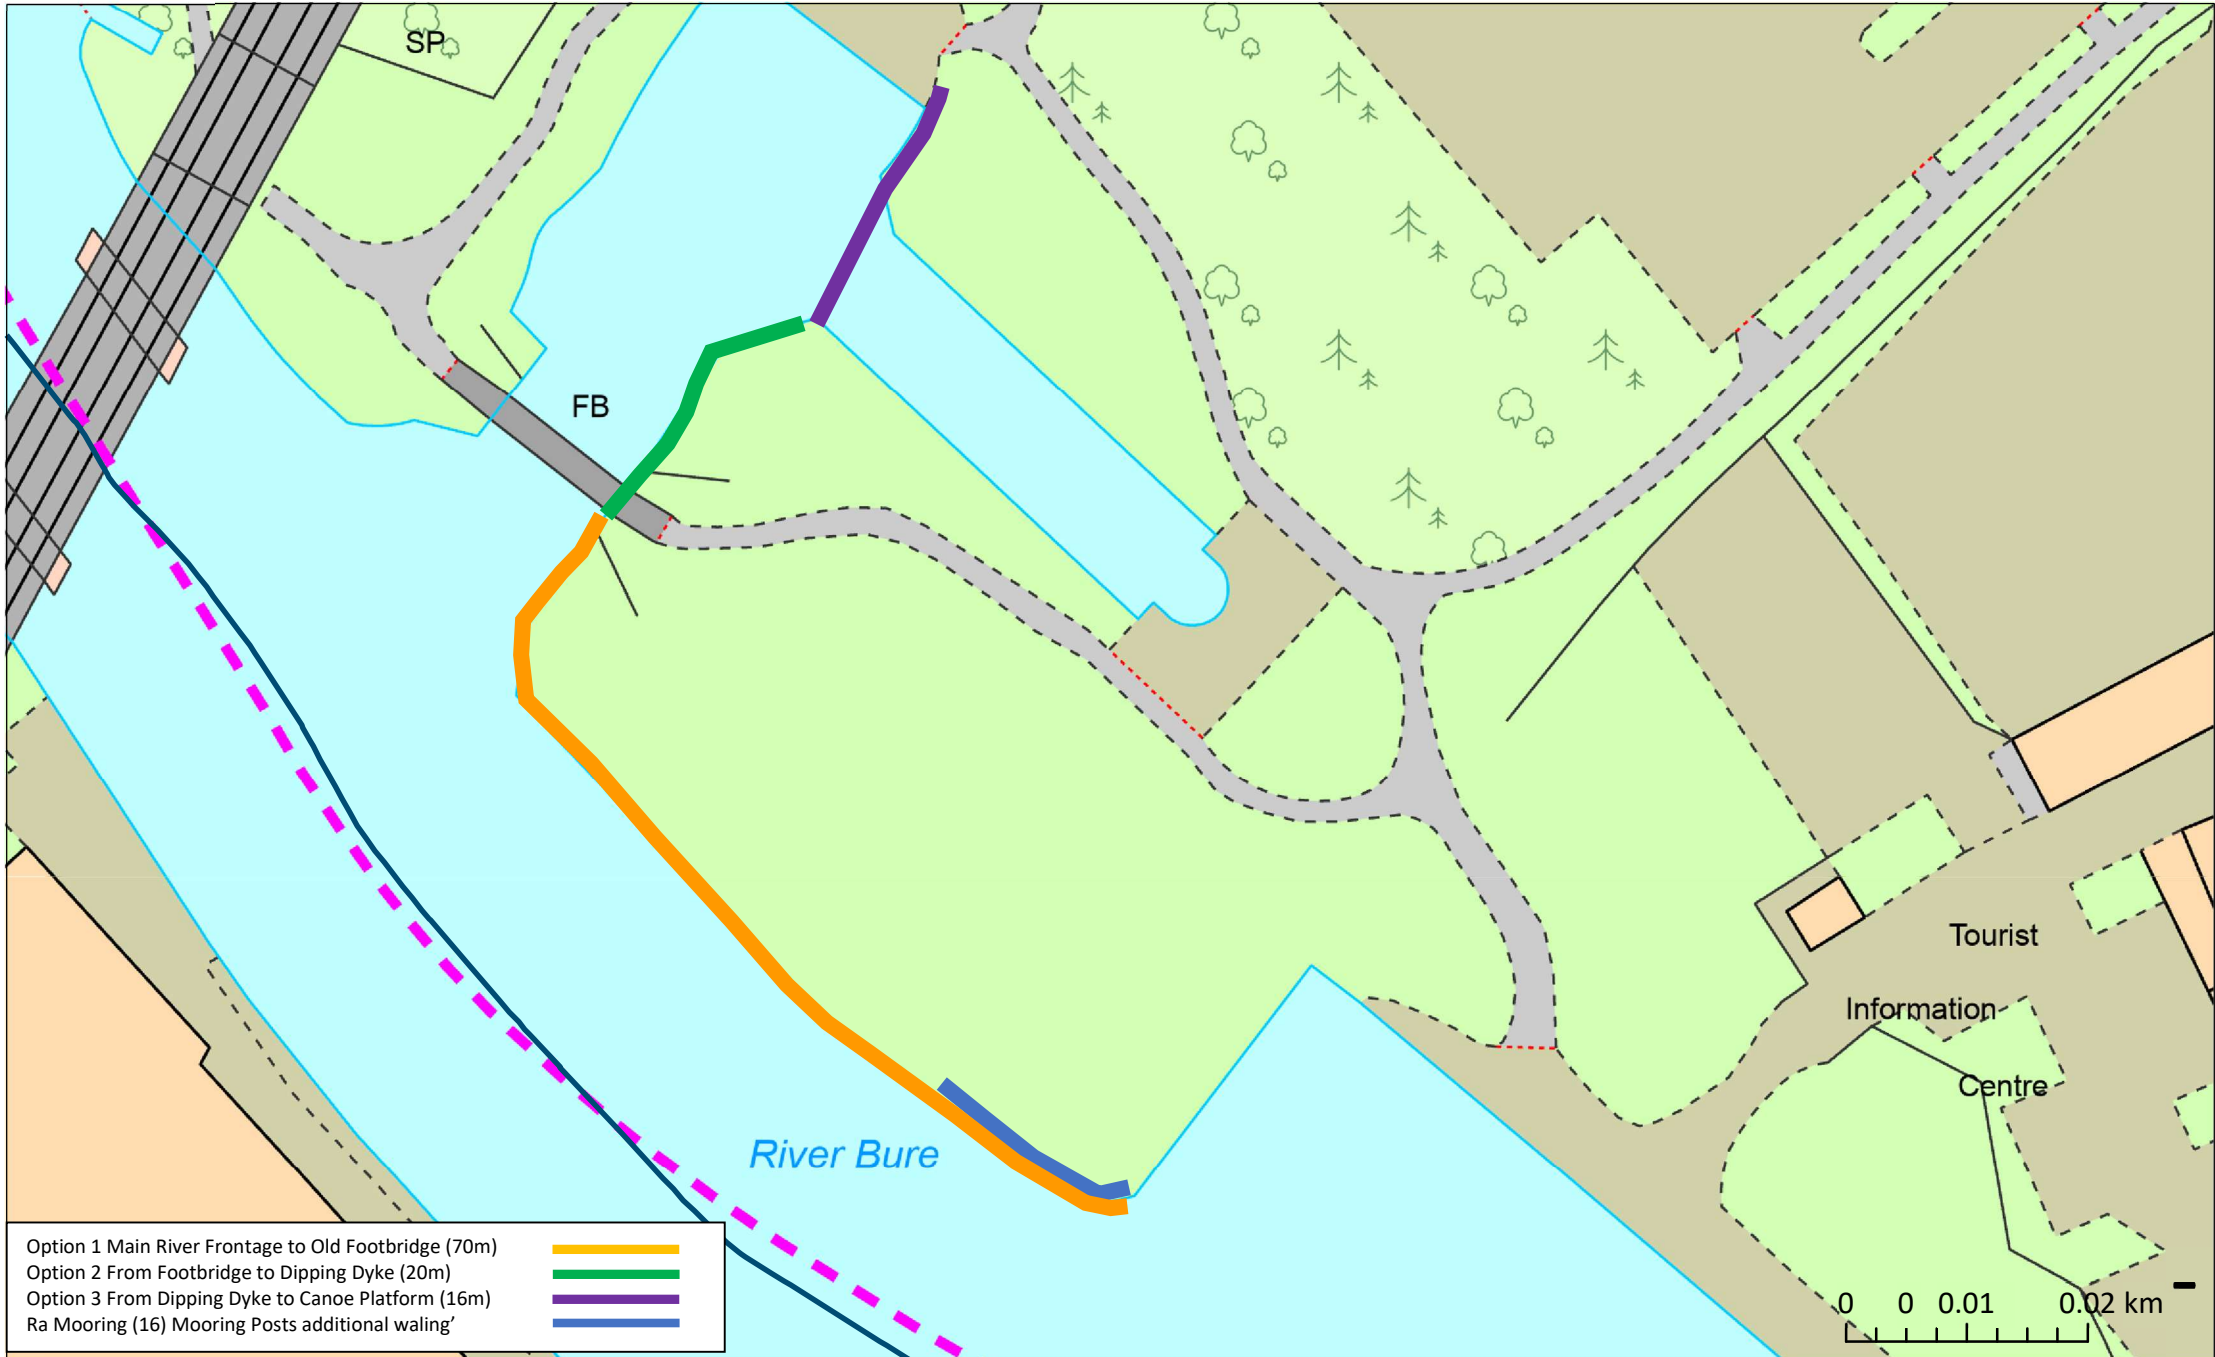 SP
FB
Tourist
Information
Centre
River Bure
Option 1 Main River Frontage to Old Footbridge (70m)
Option 2 From Footbridge to Dipping Dyke (20m)
Option 3 From Dipping Dyke to Canoe Platform (16m)
Ra Mooring (16) Mooring Posts additional waling’
0 0 0.01 0.02 km